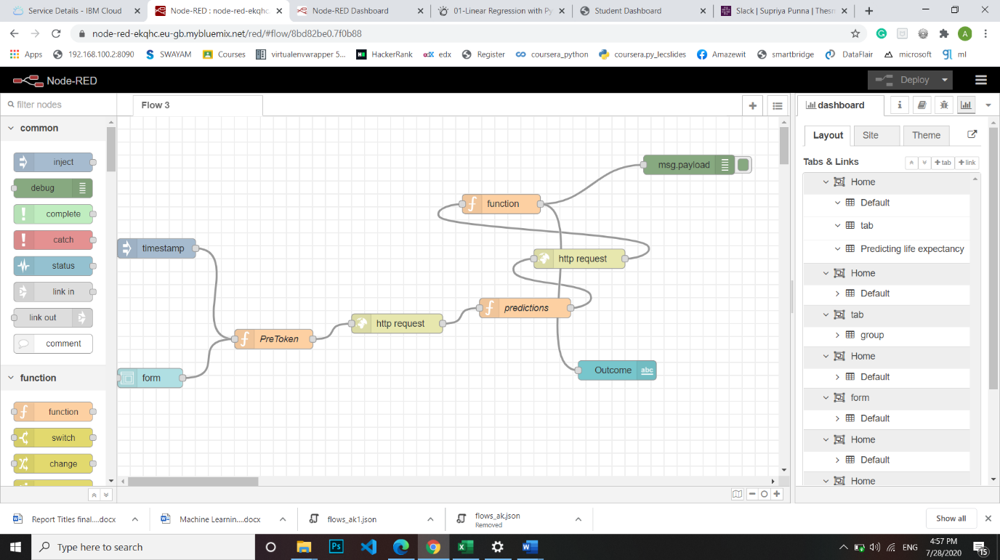 Service Details - IBM Cloud
Node-RED : node-red-ekqhc.
Node-RED Dashboard
01-Linear Regression with Py
Student Dashboard
Slack | Supriya Punna | Thesm
node-red-ekqhc.eu-gb.mybluemix.net/red/#flow/8bd82be0.7f0b88
A
Apps
192.168.100.2:8090
SWAYAM
Courses
virtualenvwrapper 5...
HackerRank
edX
edx
Register
coursera_python
coursera.py_lecslides
Amazewit
smartbridge
DataFlair
microsoft
gl
ml
Node-RED
Deploy
filter nodes
Flow 3
dashboard
common
Layout
Site
Theme
inject
Tabs & Links
tab
link
debug
msg.payload
Home
complete
function
Default
catch
timestamp
tab
status
http request
Predicting life expectancy
link in
Home
predictions
Default
link out
http request
tab
comment
PreToken
group
Home
function
form
Outcome
abc
Default
form
function
Default
switch
Home
change
Default
Home
Report Titles final....docx
Machine Learnin....docx
flows_ak1.json
flows_ak.json
Removed
Show all
Type here to search
Ps
ENG
4:57 PM
7/28/2020
15